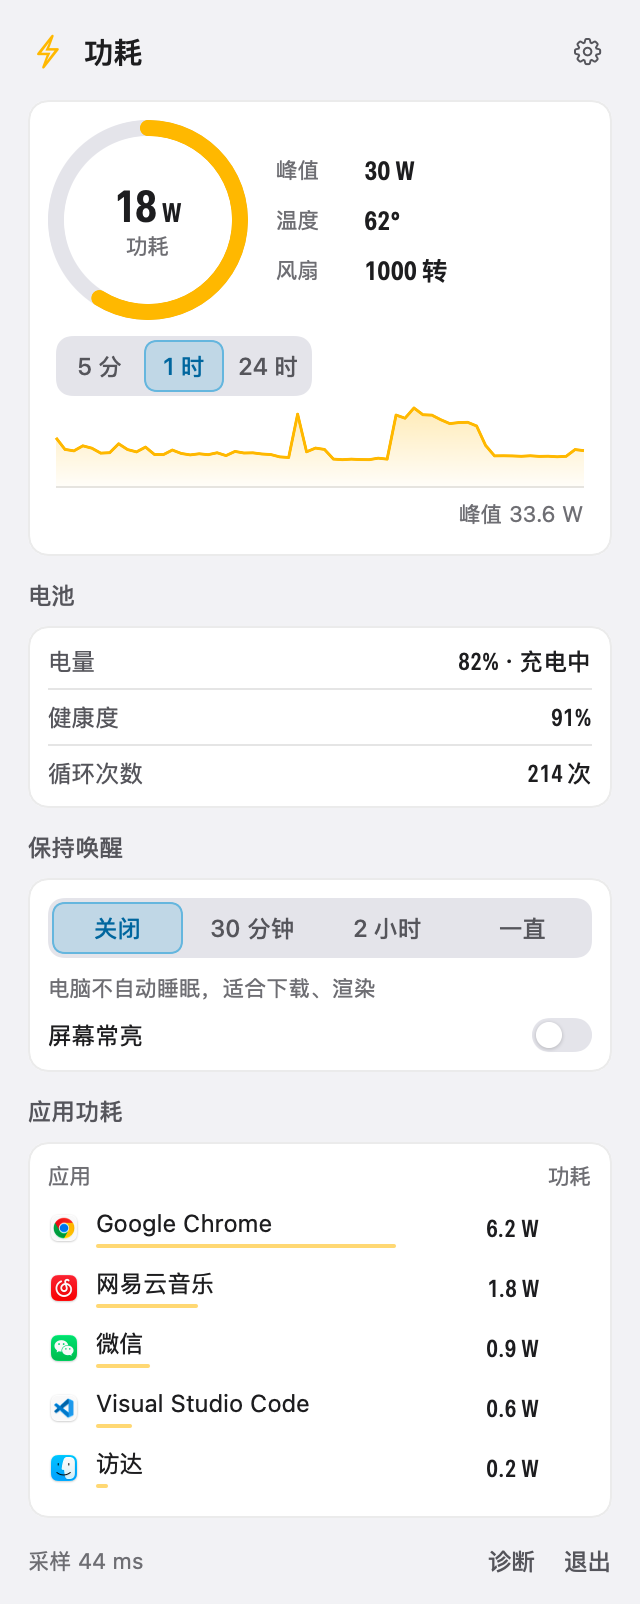 功耗
18 W
功耗
峰值 30 W
温度 62°
风扇 1000 转
5 分 1 时 24 时
峰值 33.6 W
电池
电量 82% · 充电中
健康度 91%
循环次数 214 次
保持唤醒
关闭 30 分钟 2 小时 一直
电脑不自动睡眠，适合下载、渲染
屏幕常亮
应用功耗
应用 功耗
Google Chrome 6.2 W
网易云音乐 1.8 W
微信 0.9 W
Visual Studio Code 0.6 W
访达 0.2 W
采样 44 ms 诊断 退出